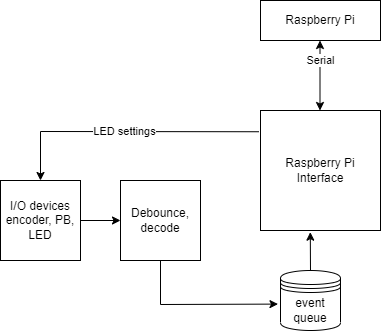 Raspberry Pi
Serial
LED settings
Raspberry Pi
Interface
I/O devices
encoder, PB,
LED
Debounce,
decode
event
queue